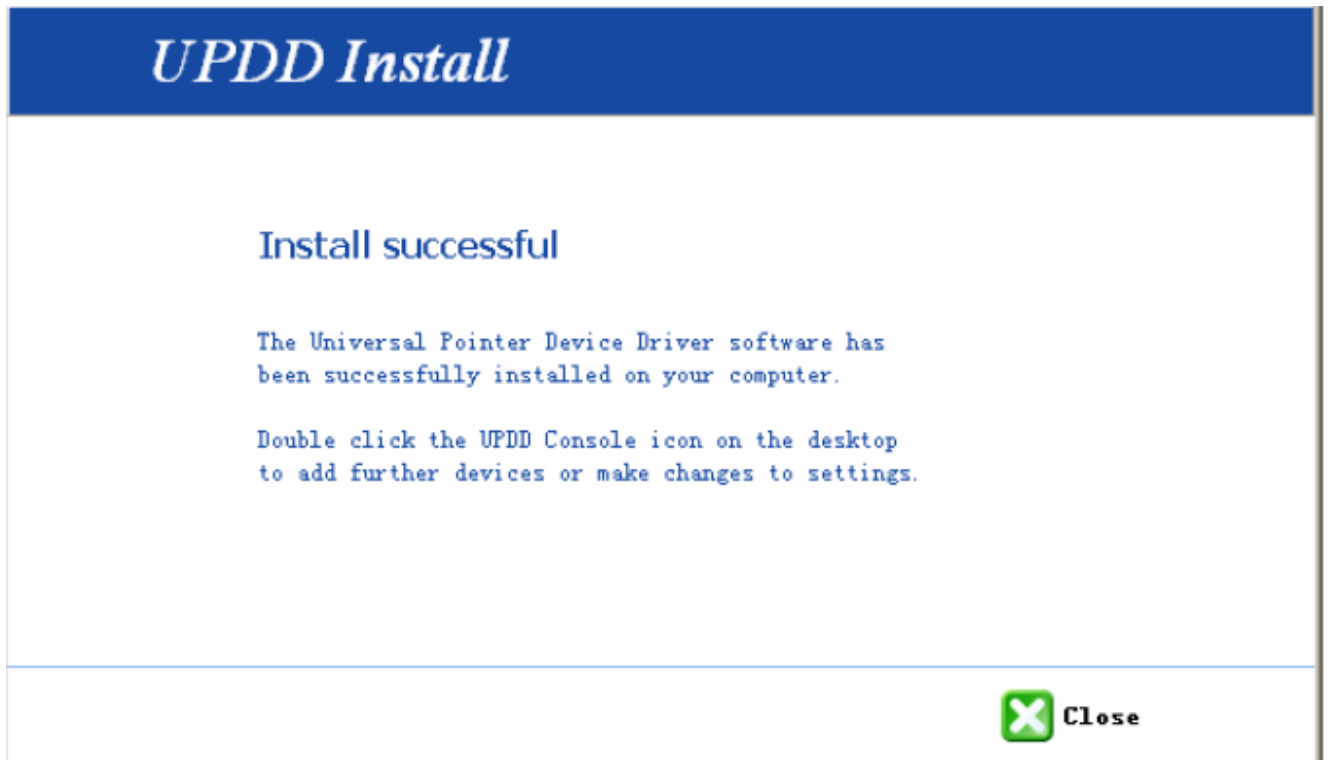 UPDD Install
Install successful
The Universal Pointer Device Driver software has
been successfully installed on your computer.
Double click the UPDD Console icon on the desktop
to add further devices or make changes to settings.
Close